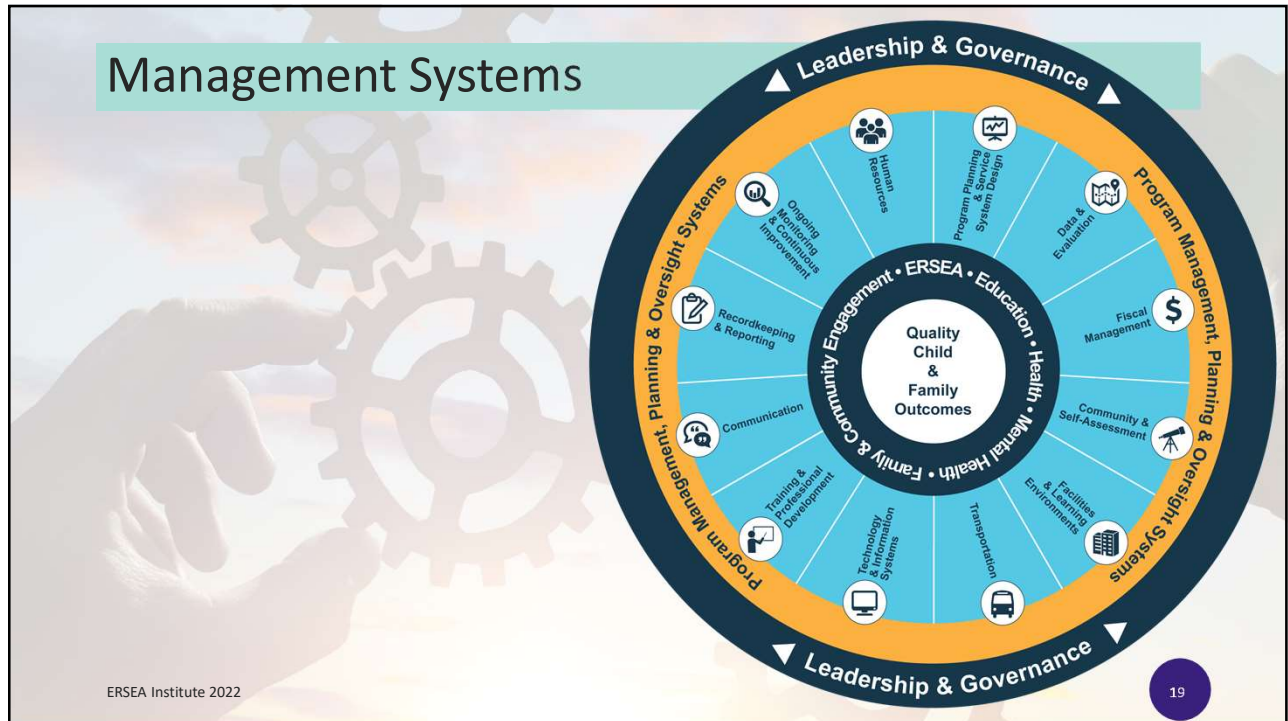 Management Systems
▲ Leadership & Governance ▲
Program Management, Planning & Oversight Systems
Program Management, Planning & Oversight Systems
Human
Resources
Program Planning
& Service
System Design
Data &
Evaluation
$
Fiscal
Management
Community &
Self-Assessment
Facilities
& Learning
Environments
Transportation
Technology
& Information
Systems
Training &
Professional
Development
Communication
Recordkeeping
& Reporting
Ongoing
Monitoring
& Continuous
Improvement
Family & Community Engagement • ERSEA • Education • Health • Mental Health •
Quality
Child
&
Family
Outcomes
Leadership & Governance
ERSEA Institute 2022
19